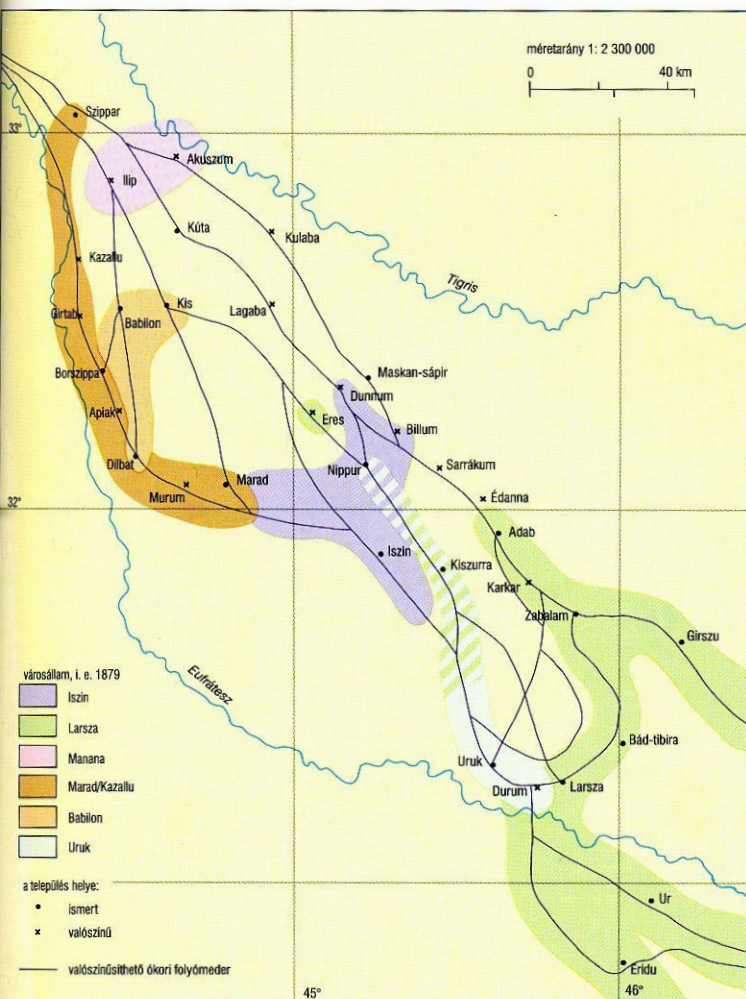 méretarány 1: 2 300 000
0 40 km
Szippar
33°
Akuszum
Ilip
Kúta
Kulaba
Kazallu
Tigris
Kis
Lagaba
Girtab
Babilon
Borszippa
Maskan-sápir
Dunnum
Apiak
Eres
Billum
Dilbat
Nippur
Sarrákum
Murum
Marad
Édanna
32°
Adab
Iszin
Kiszurra
Karkar
Zabalam
Girszu
Eufrátesz
városállam, i. e. 1879
Iszin
Larsza
Manana
Marad/Kazallu
Babilon
Uruk
Bád-tibira
Uruk
Durum
Larsza
a település helye:
ismert
valószínű
valószínűsíthető ókori folyómeder
Ur
Eridu
45°
46°